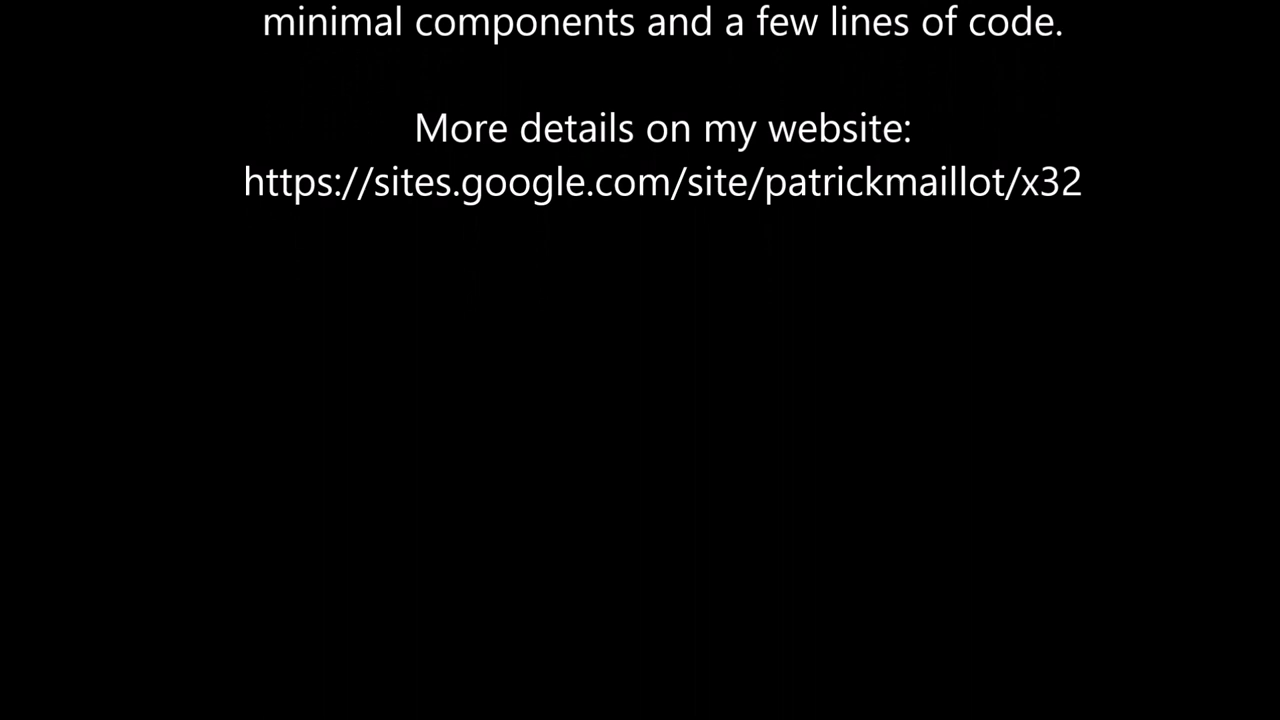 minimal components and a few lines of code.
More details on my website:
https://sites.google.com/site/patrickmaillot/x32